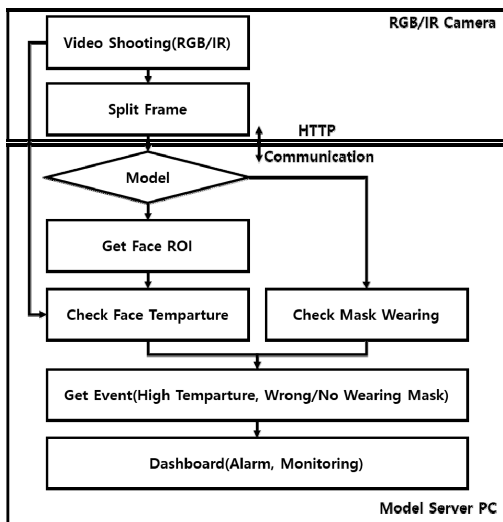 RGB/IR Camera
Video Shooting(RGB/IR)
Split Frame
HTTP
Communication
Model
Get Face ROI
Check Face Temparture
Check Mask Wearing
Get Event(High Temparture, Wrong/No Wearing Mask)
Dashboard(Alarm, Monitoring)
Model Server PC